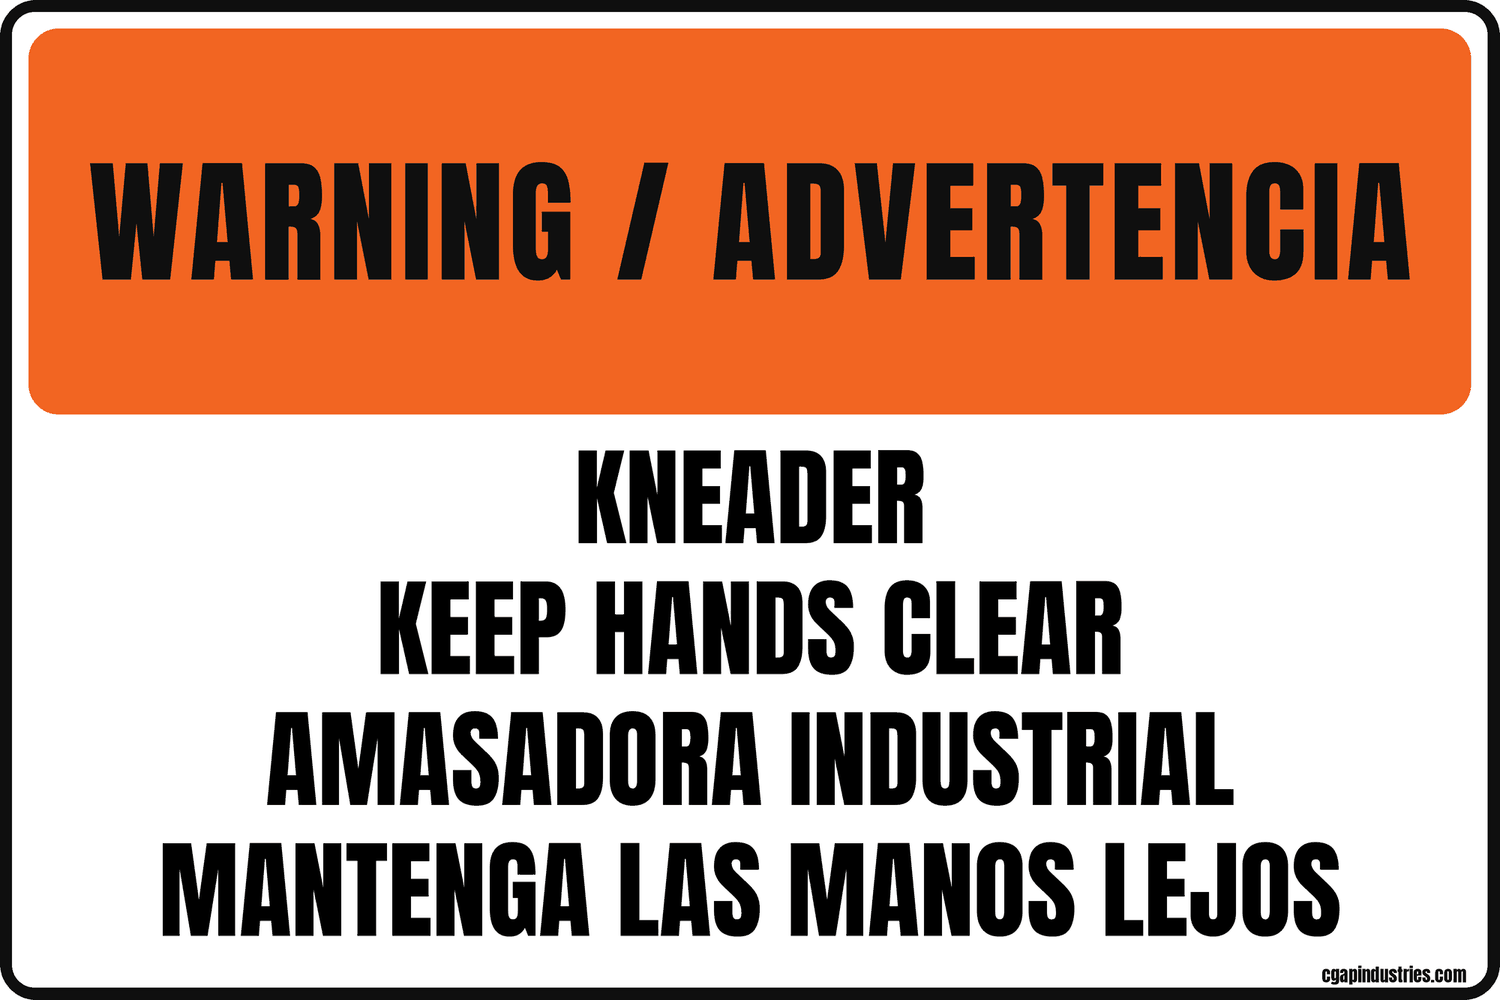 WARNING / ADVERTENCIA
KNEADER
KEEP HANDS CLEAR
AMASADORA INDUSTRIAL
MANTENGA LAS MANOS LEJOS
cgapindustries.com